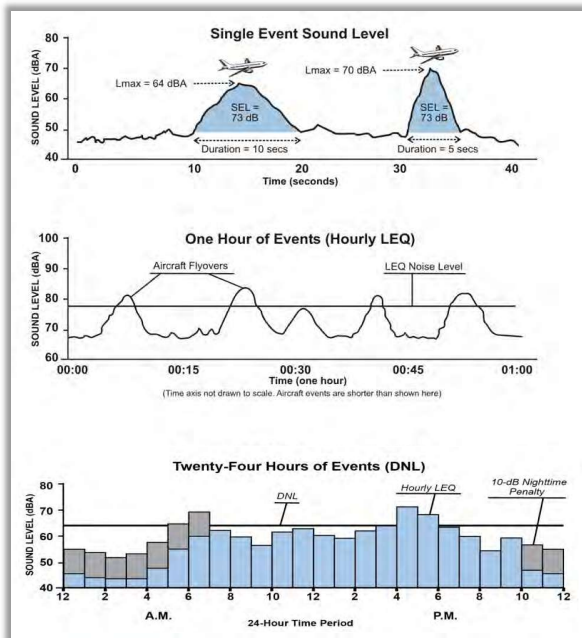 Single Event Sound Level
SOUND LEVEL (dBA)
80
70
60
50
40
Lmax = 64 dBA
Lmax = 70 dBA
SEL =
73 dB
SEL =
73 dB
Duration = 10 secs
Duration = 5 secs
0
10
20
30
40
Time (seconds)
One Hour of Events (Hourly LEQ)
SOUND LEVEL (dBA)
100
90
80
70
60
Aircraft Flyovers
LEQ Noise Level
00:00
00:15
00:30
00:45
01:00
Time (one hour)
(Time axis not drawn to scale. Aircraft events are shorter than shown here)
Twenty-Four Hours of Events (DNL)
SOUND LEVEL (dBA)
80
70
60
50
40
DNL
Hourly LEQ
10-dB Nighttime
Penalty
12
2
4
6
8
10
12
2
4
6
8
10
12
A.M.
P.M.
24-Hour Time Period